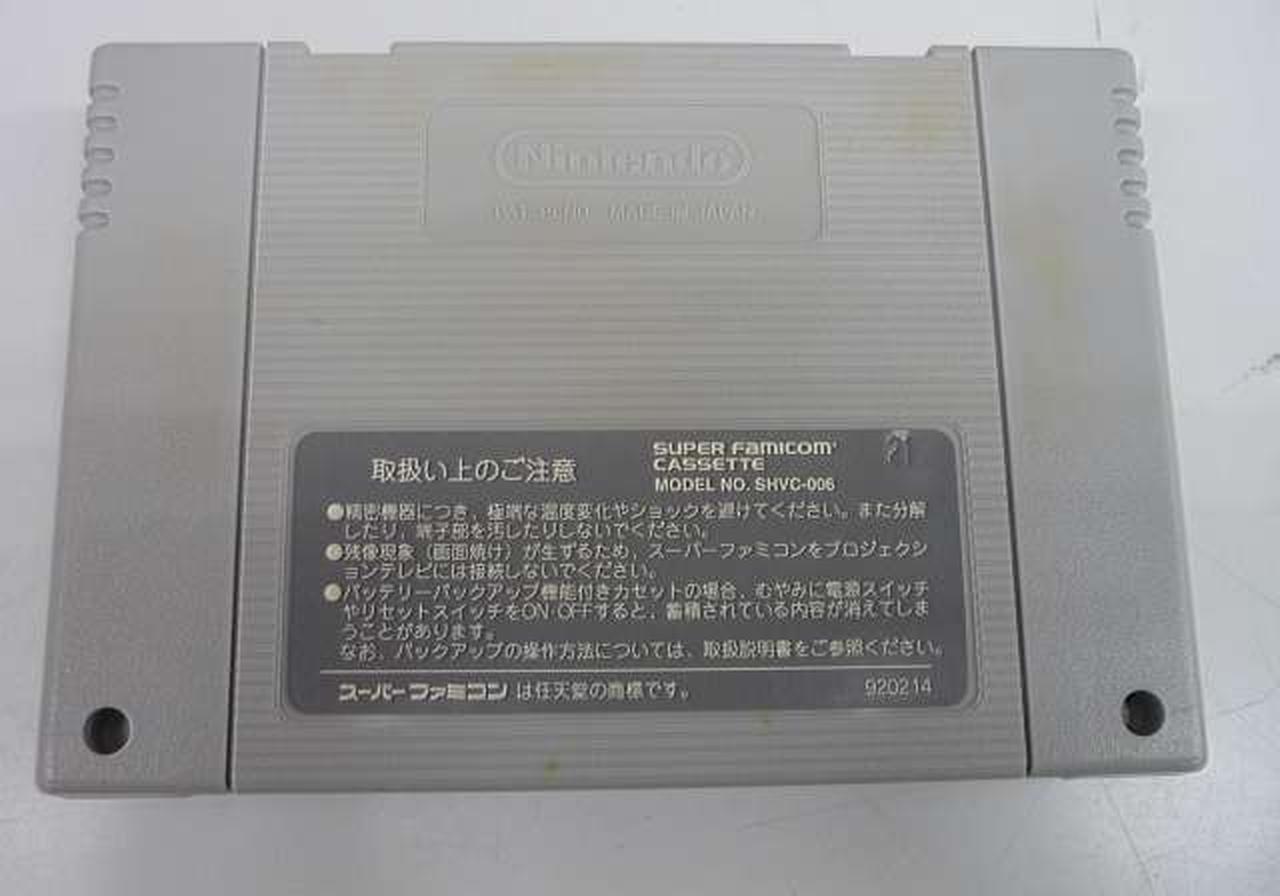 Nintendo
PAT. PEND. MADE IN JAPAN
取扱い上のご注意
SUPER FAMICOM
CASSETTE
MODEL NO. SHVC-006
●精密機器につき、極端な温度変化やショックを避けてください。また分解
したり、端子部を汚したりしないでください。
●残像現象（画面焼け）が生ずるため、スーパーファミコンをプロジェクシ
ョンテレビには接続しないでください。
●バッテリーバックアップ機能付きカセットの場合、むやみに電源スイッチ
やリセットスイッチをON・OFFすると、蓄積されている内容が消えてしま
うことがあります。
なお、バックアップの操作方法については、取扱説明書をご参照ください。
スーパーファミコン は任天堂の商標です。
920214